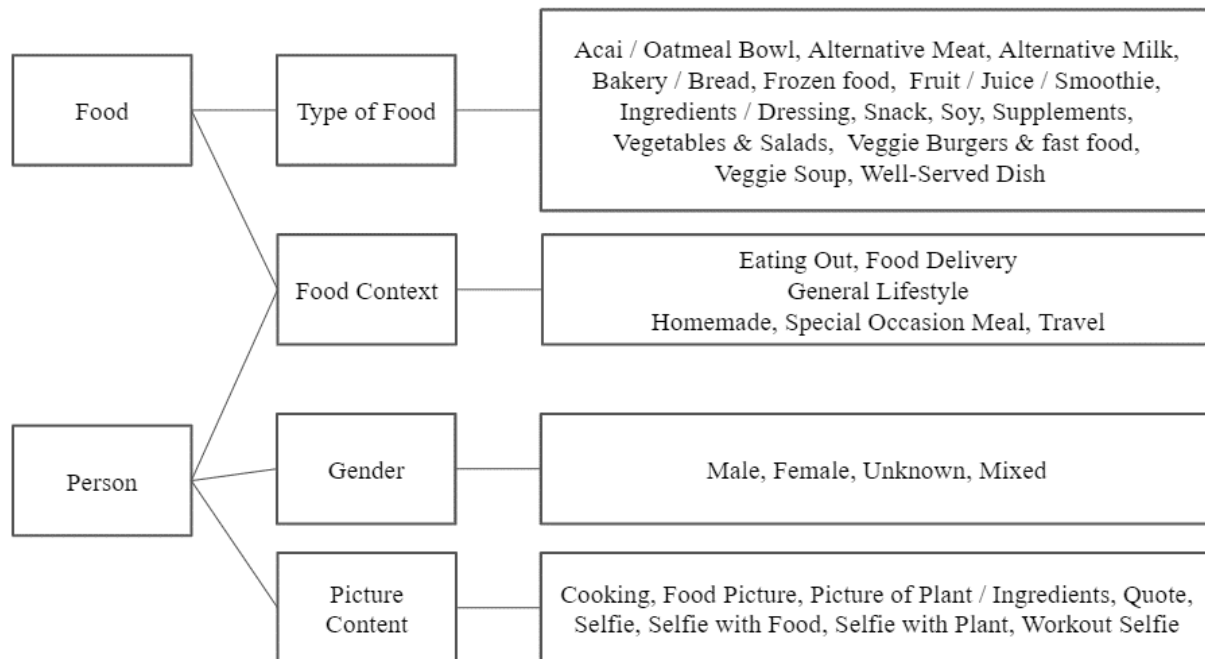 Food
Type of Food
Acai / Oatmeal Bowl, Alternative Meat, Alternative Milk,
Bakery / Bread, Frozen food,  Fruit / Juice / Smoothie,
Ingredients / Dressing, Snack, Soy, Supplements,
Vegetables & Salads,  Veggie Burgers & fast food,
Veggie Soup, Well-Served Dish
Food Context
Eating Out, Food Delivery
General Lifestyle
Homemade, Special Occasion Meal, Travel
Person
Gender
Male, Female, Unknown, Mixed
Picture
Content
Cooking, Food Picture, Picture of Plant / Ingredients, Quote,
Selfie, Selfie with Food, Selfie with Plant, Workout Selfie